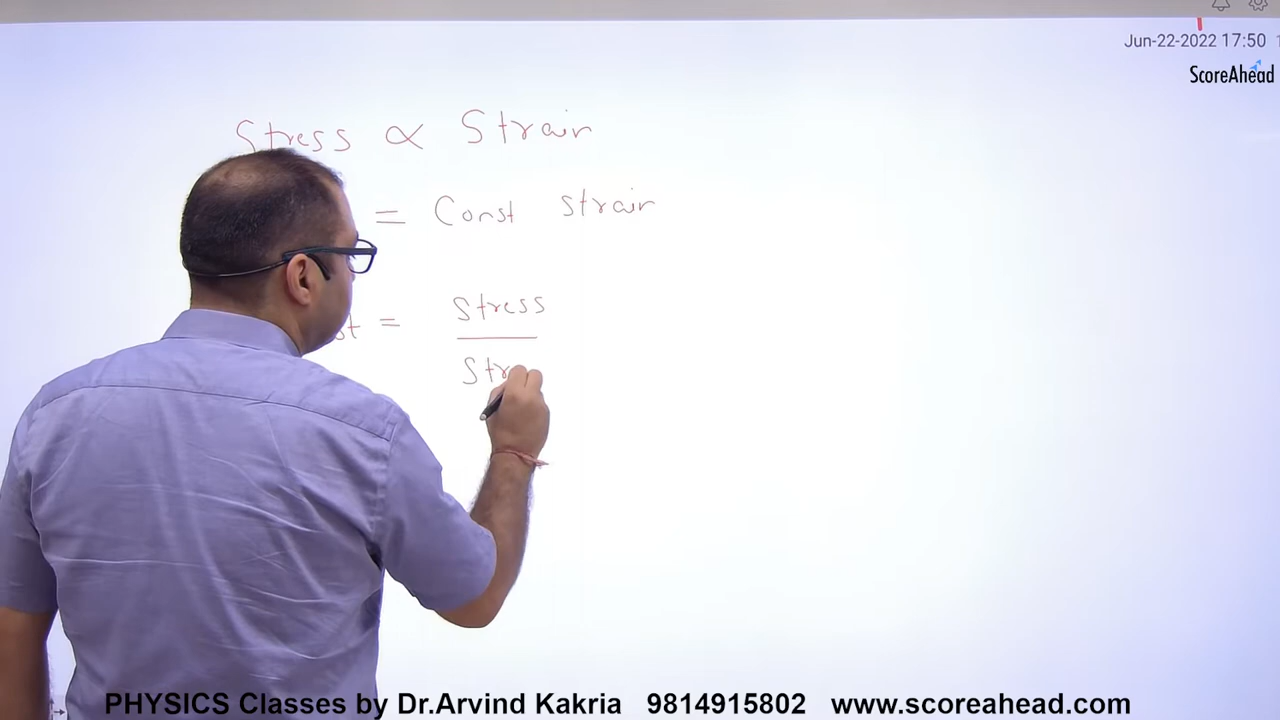 Jun-22-2022 17:50
ScoreAhead
Stress ∝ Strain
= Const Strain
= Stress
PHYSICS Classes by Dr.Arvind Kakria 9814915802 www.scoreahead.com